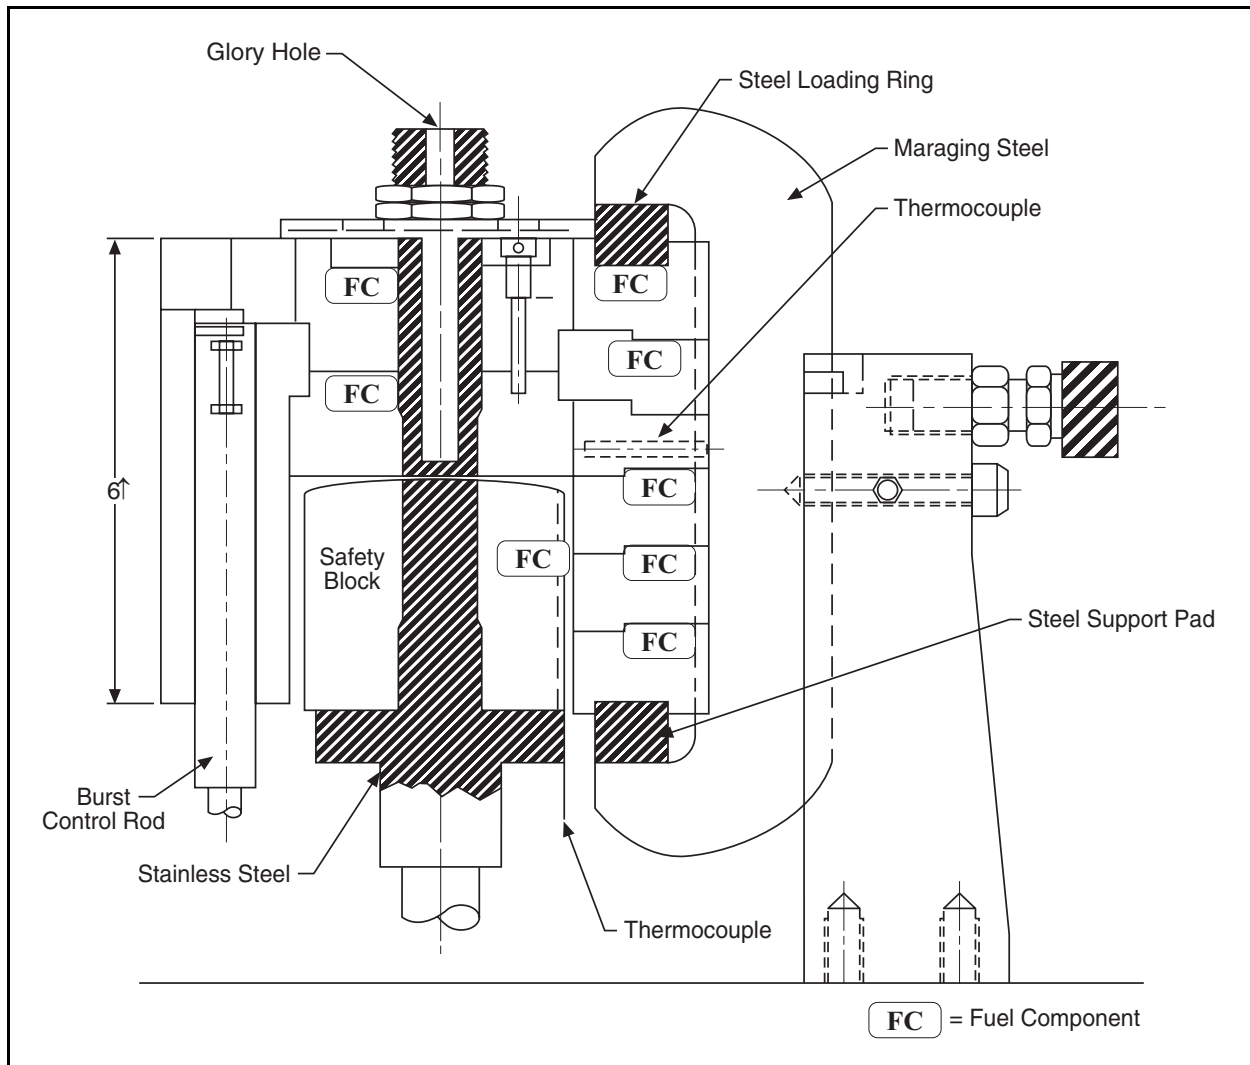 Glory Hole
Steel Loading Ring
Maraging Steel
Thermocouple
FC
FC
FC
FC
6↑
FC
Safety
Block
FC
FC
FC
Steel Support Pad
Burst
Control Rod
Stainless Steel
Thermocouple
FC = Fuel Component